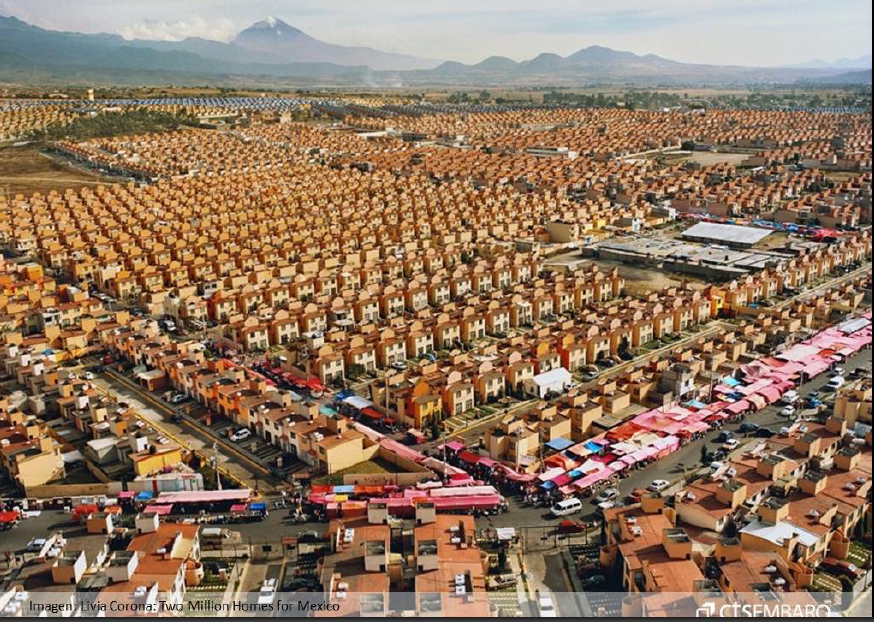 Imagen: Livia Corona: Two Million Homes for Mexico
CTSEMBARQ